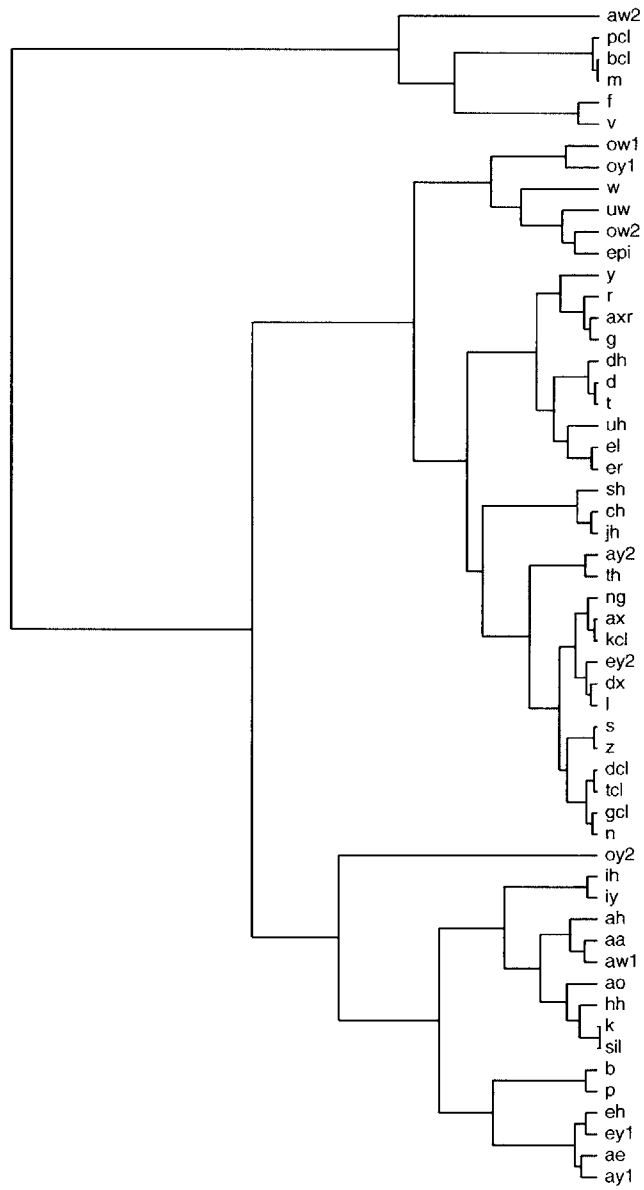 aw2
pcl
bcl
m
f
v
ow1
oy1
w
uw
ow2
epi
y
r
axr
g
dh
d
t
uh
el
er
sh
ch
jh
ay2
th
ng
ax
kcl
ey2
dx
l
s
z
dcl
tcl
gcl
n
oy2
ih
iy
ah
aa
aw1
ao
hh
k
sil
b
p
eh
ey1
ae
ay1